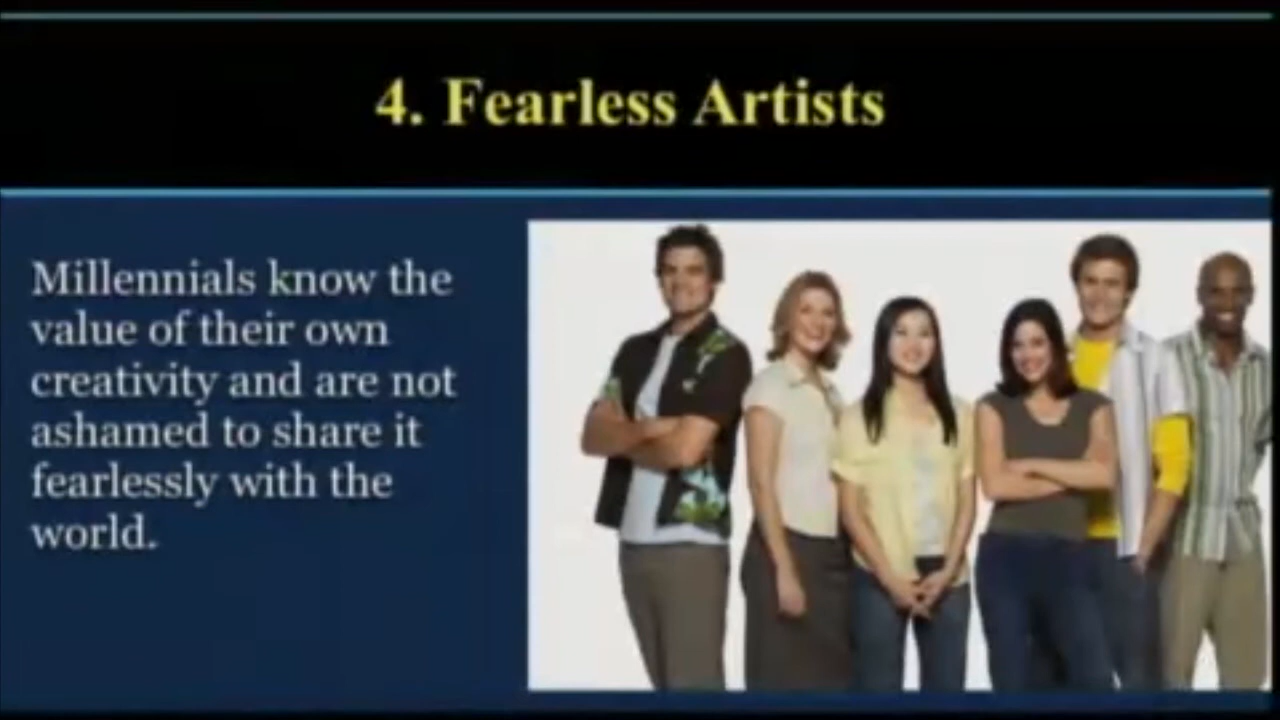 4. Fearless Artists
Millennials know the
value of their own
creativity and are not
ashamed to share it
fearlessly with the
world.